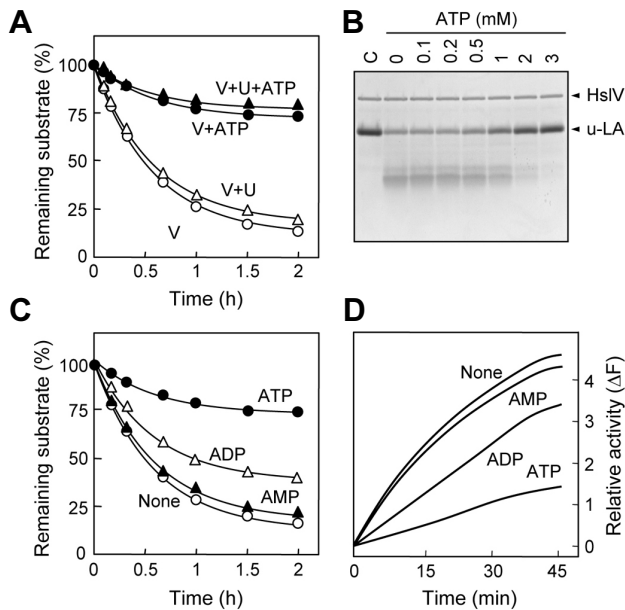 A
Remaining substrate (%)
100
75
50
25
0
V+U+ATP
V+ATP
V+U
V
0 0.5 1.0 1.5 2
Time (h)
B
ATP (mM)
C 0 0.1 0.2 0.5 1 2 3
HslV
u-LA
C
Remaining substrate (%)
100
75
50
25
0
ATP
ADP
AMP
None
0 0.5 1.0 1.5 2
Time (h)
D
None
AMP
ADP
ATP
4
3
2
1
0
Relative activity (ΔF)
0 15 30 45
Time (min)